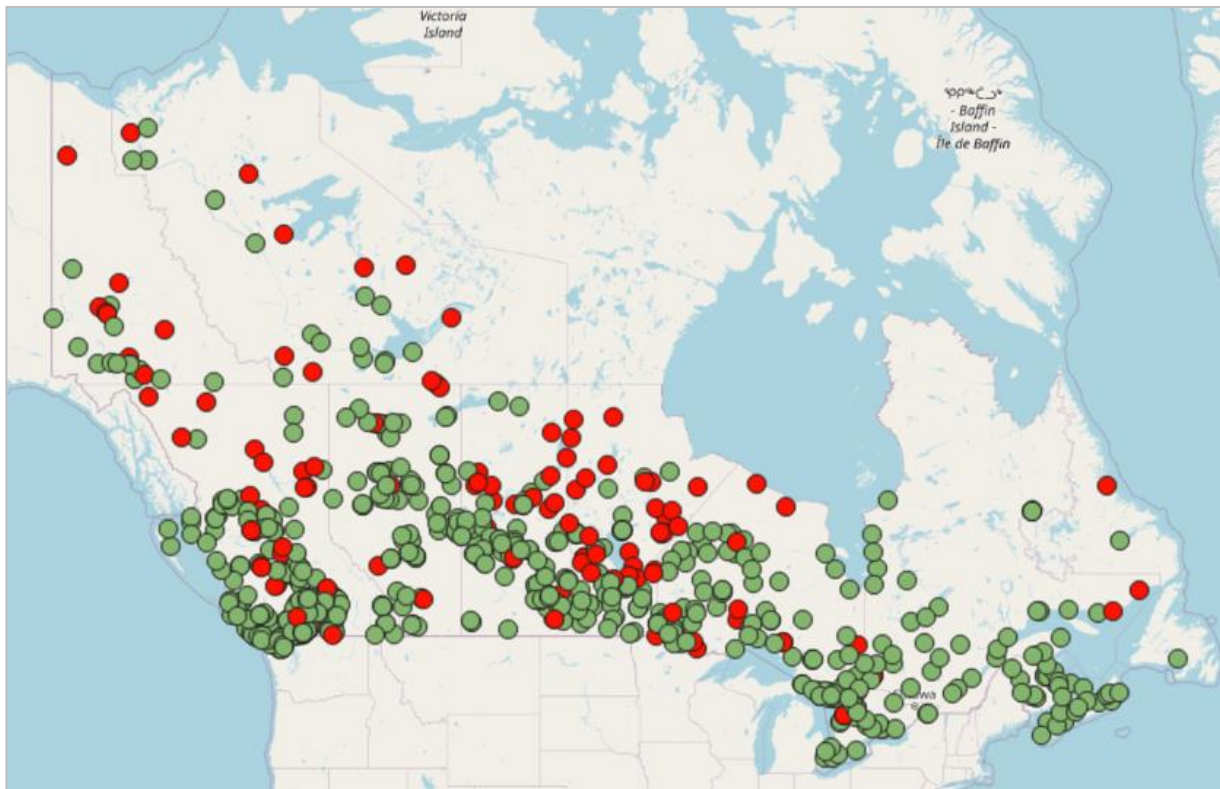 Victoria
Island
ᕿᑭᖅᑖᓗᒃ
- Baffin
Island -
Île de Baffin